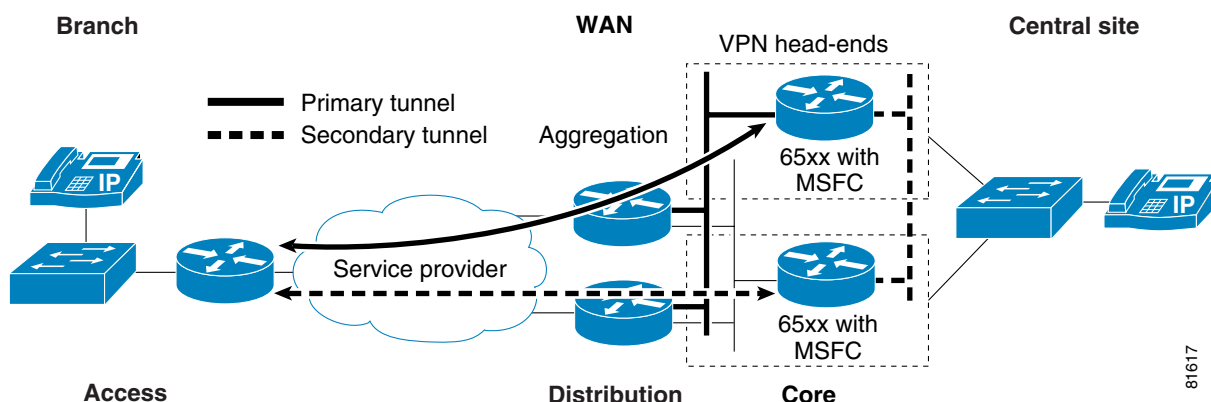 Branch
WAN
Central site
VPN head-ends
Primary tunnel
Secondary tunnel
Aggregation
65xx with
MSFC
IP
IP
Service provider
65xx with
MSFC
Access
Distribution
Core
81617